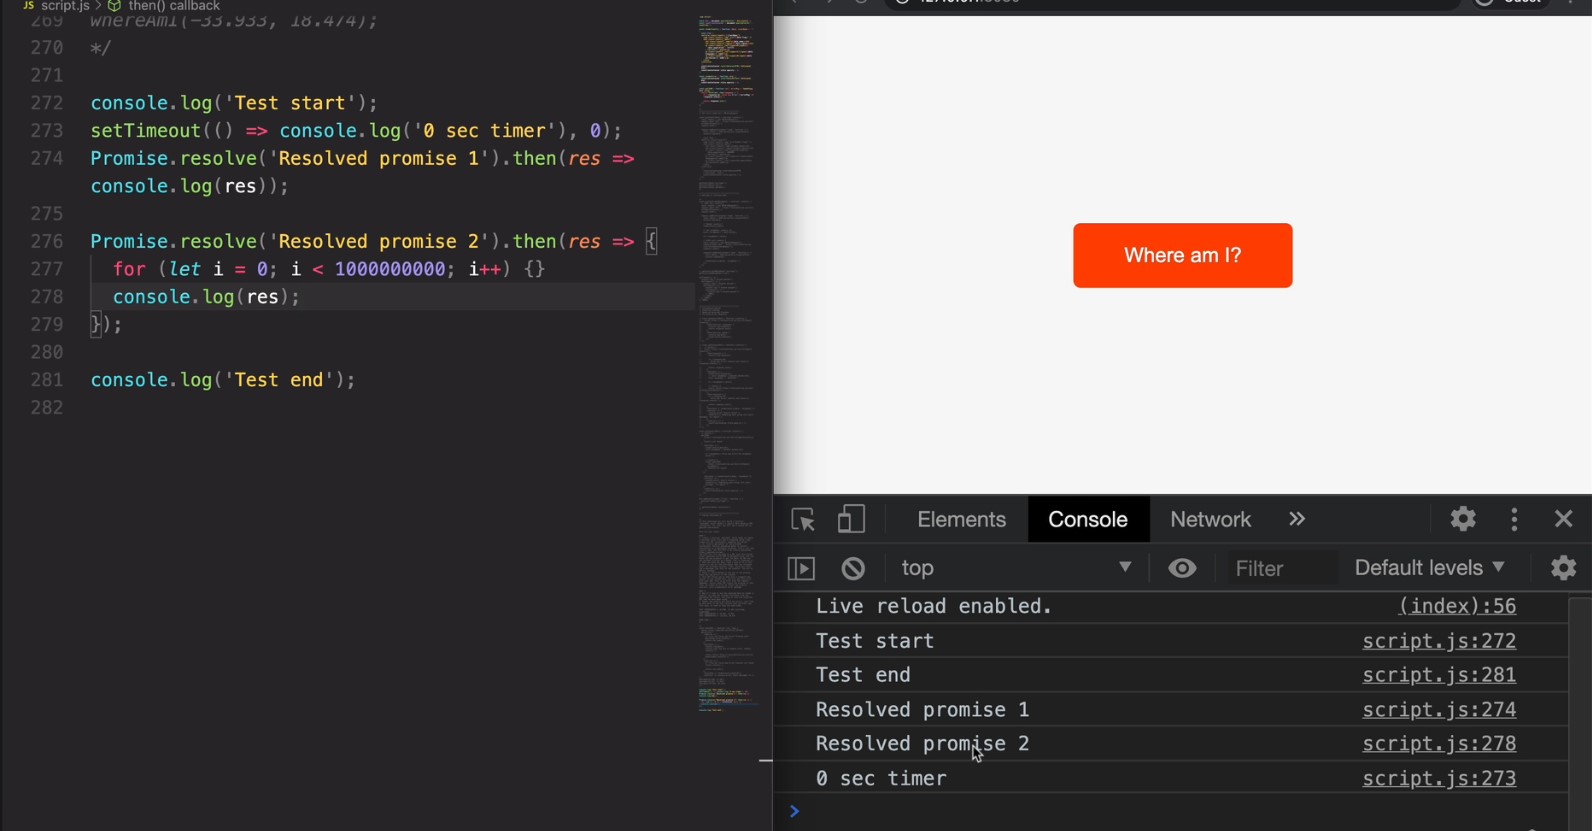 JS script.js > then() callback
269 whereAmI(-33.933, 18.474);
270 */
271
272 console.log('Test start');
273 setTimeout(() => console.log('0 sec timer'), 0);
274 Promise.resolve('Resolved promise 1').then(res =>
console.log(res));
275
276 Promise.resolve('Resolved promise 2').then(res => {
277 for (let i = 0; i < 1000000000; i++) {}
278 console.log(res);
279 });
280
281 console.log('Test end');
282
Where am I?
Elements Console Network »
top Filter Default levels
Live reload enabled. (index):56
Test start script.js:272
Test end script.js:281
Resolved promise 1 script.js:274
Resolved promise 2 script.js:278
0 sec timer script.js:273
>